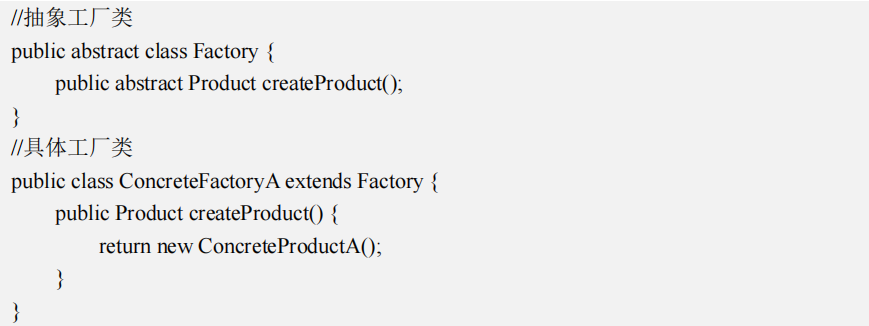 //抽象工厂类
public abstract class Factory {
public abstract Product createProduct();
}
//具体工厂类
public class ConcreteFactoryA extends Factory {
public Product createProduct() {
return new ConcreteProductA();
}
}